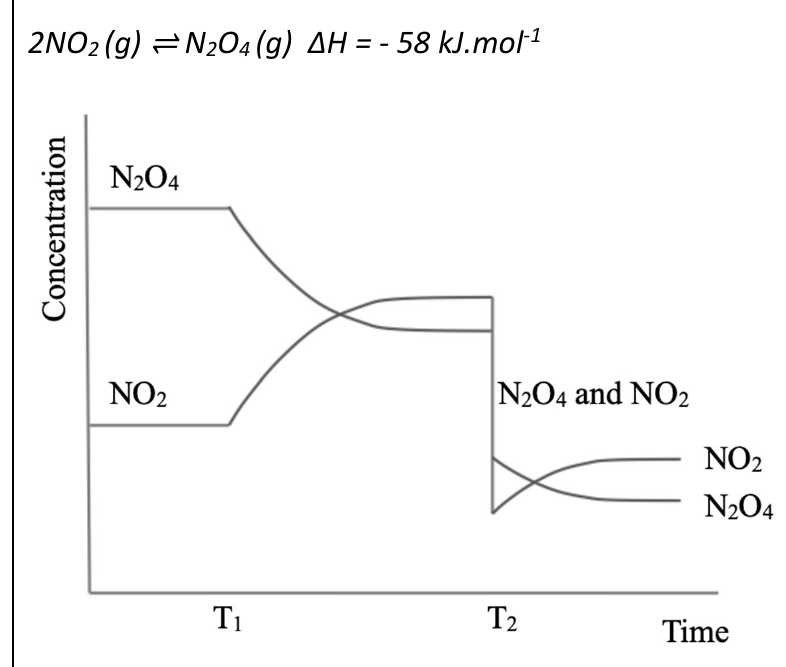 2NO₂ (g) ⇌ N₂O₄ (g) ΔH = - 58 kJ.mol⁻¹
Concentration
N₂O₄
NO₂
N₂O₄ and NO₂
NO₂
N₂O₄
T₁
T₂
Time